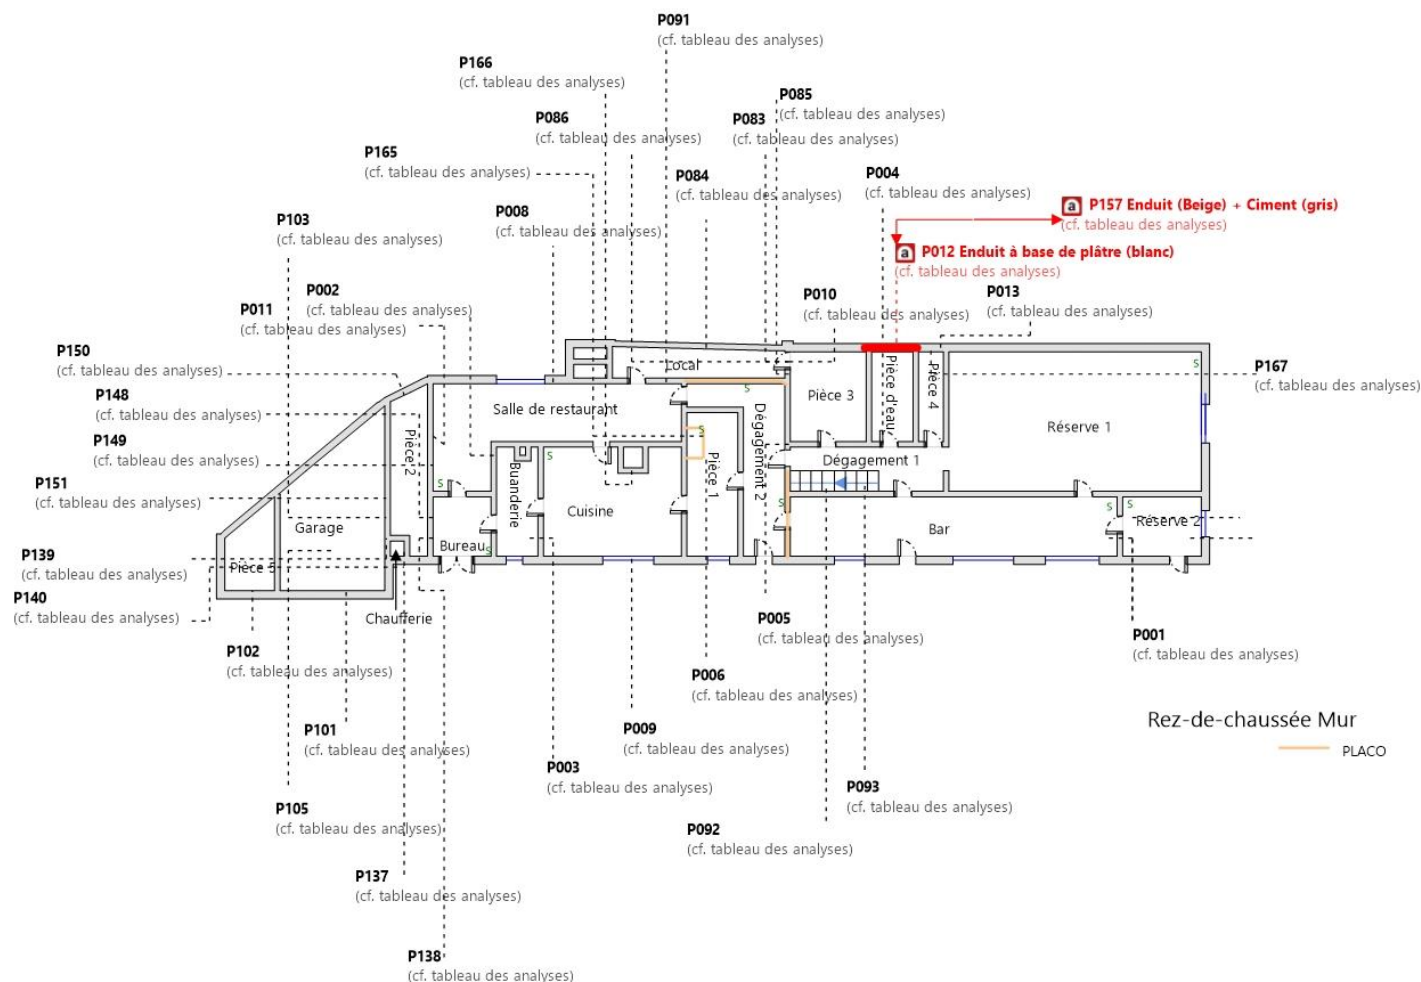 P091
(cf. tableau des analyses)
P166
(cf. tableau des analyses)
P085
(cf. tableau des analyses)
P086
(cf. tableau des analyses)
P083
(cf. tableau des analyses)
P165
(cf. tableau des analyses)
P084
(cf. tableau des analyses)
P004
(cf. tableau des analyses)
a P157 Enduit (Beige) + Ciment (gris)
(cf. tableau des analyses)
P103
(cf. tableau des analyses)
P008
(cf. tableau des analyses)
a P012 Enduit à base de plâtre (blanc)
(cf. tableau des analyses)
P002
(cf. tableau des analyses)
P011
(cf. tableau des analyses)
P010
(cf. tableau des analyses)
P013
(cf. tableau des analyses)
P150
(cf. tableau des analyses)
P167
(cf. tableau des analyses)
P148
(cf. tableau des analyses)
P149
(cf. tableau des analyses)
P151
(cf. tableau des analyses)
P139
(cf. tableau des analyses)
P140
(cf. tableau des analyses)
Local
S
S
Salle de restaurant
Pièce 3
Pièce d'eau
Pièce 4
Réserve 1
Pièce 2
S
S
S
Dégagement 2
Pièce 1
Dégagement 1
Buanderie
Cuisine
Garage
S
S
S
Bar
Réserve 2
Bureau
S
Pièce 5
Chaufferie
P005
(cf. tableau des analyses)
P001
(cf. tableau des analyses)
P102
(cf. tableau des analyses)
P006
(cf. tableau des analyses)
P101
(cf. tableau des analyses)
P009
(cf. tableau des analyses)
Rez-de-chaussée Mur
PLACO
P003
(cf. tableau des analyses)
P093
(cf. tableau des analyses)
P105
(cf. tableau des analyses)
P092
(cf. tableau des analyses)
P137
(cf. tableau des analyses)
P138
(cf. tableau des analyses)